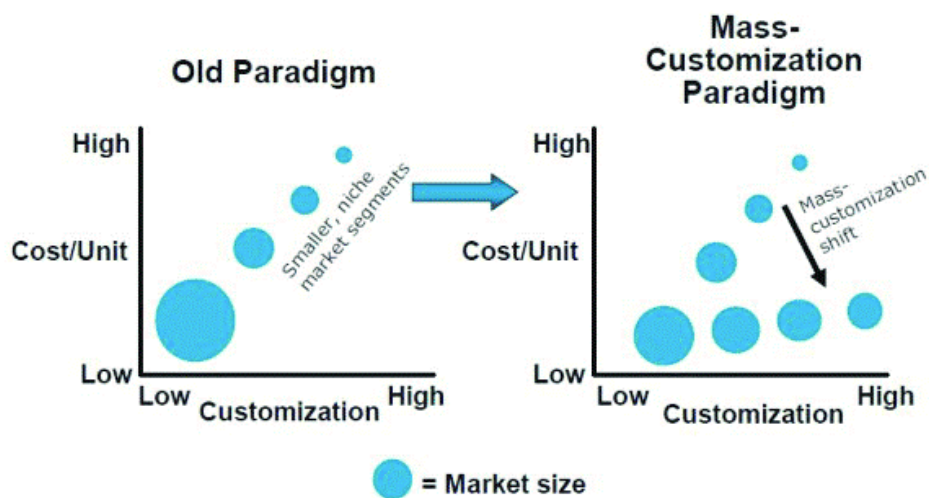 Old Paradigm
High
Cost/Unit
Low
Low
High
Customization
Smaller, niche
market segments
Mass-
Customization
Paradigm
High
Cost/Unit
Low
Low
High
Customization
Mass-
customization
shift
= Market size